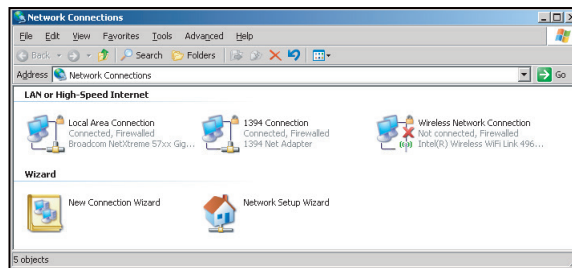 Network Connections
File Edit View Favorites Tools Advanced Help
Back Search Folders
Address Network Connections Go
LAN or High-Speed Internet
Local Area Connection
Connected, Firewalled
Broadcom NetXtreme 57xx Gig...
1394 Connection
Connected, Firewalled
1394 Net Adapter
Wireless Network Connection
Not connected, Firewalled
Intel(R) Wireless WiFi Link 496...
Wizard
New Connection Wizard
Network Setup Wizard
5 objects